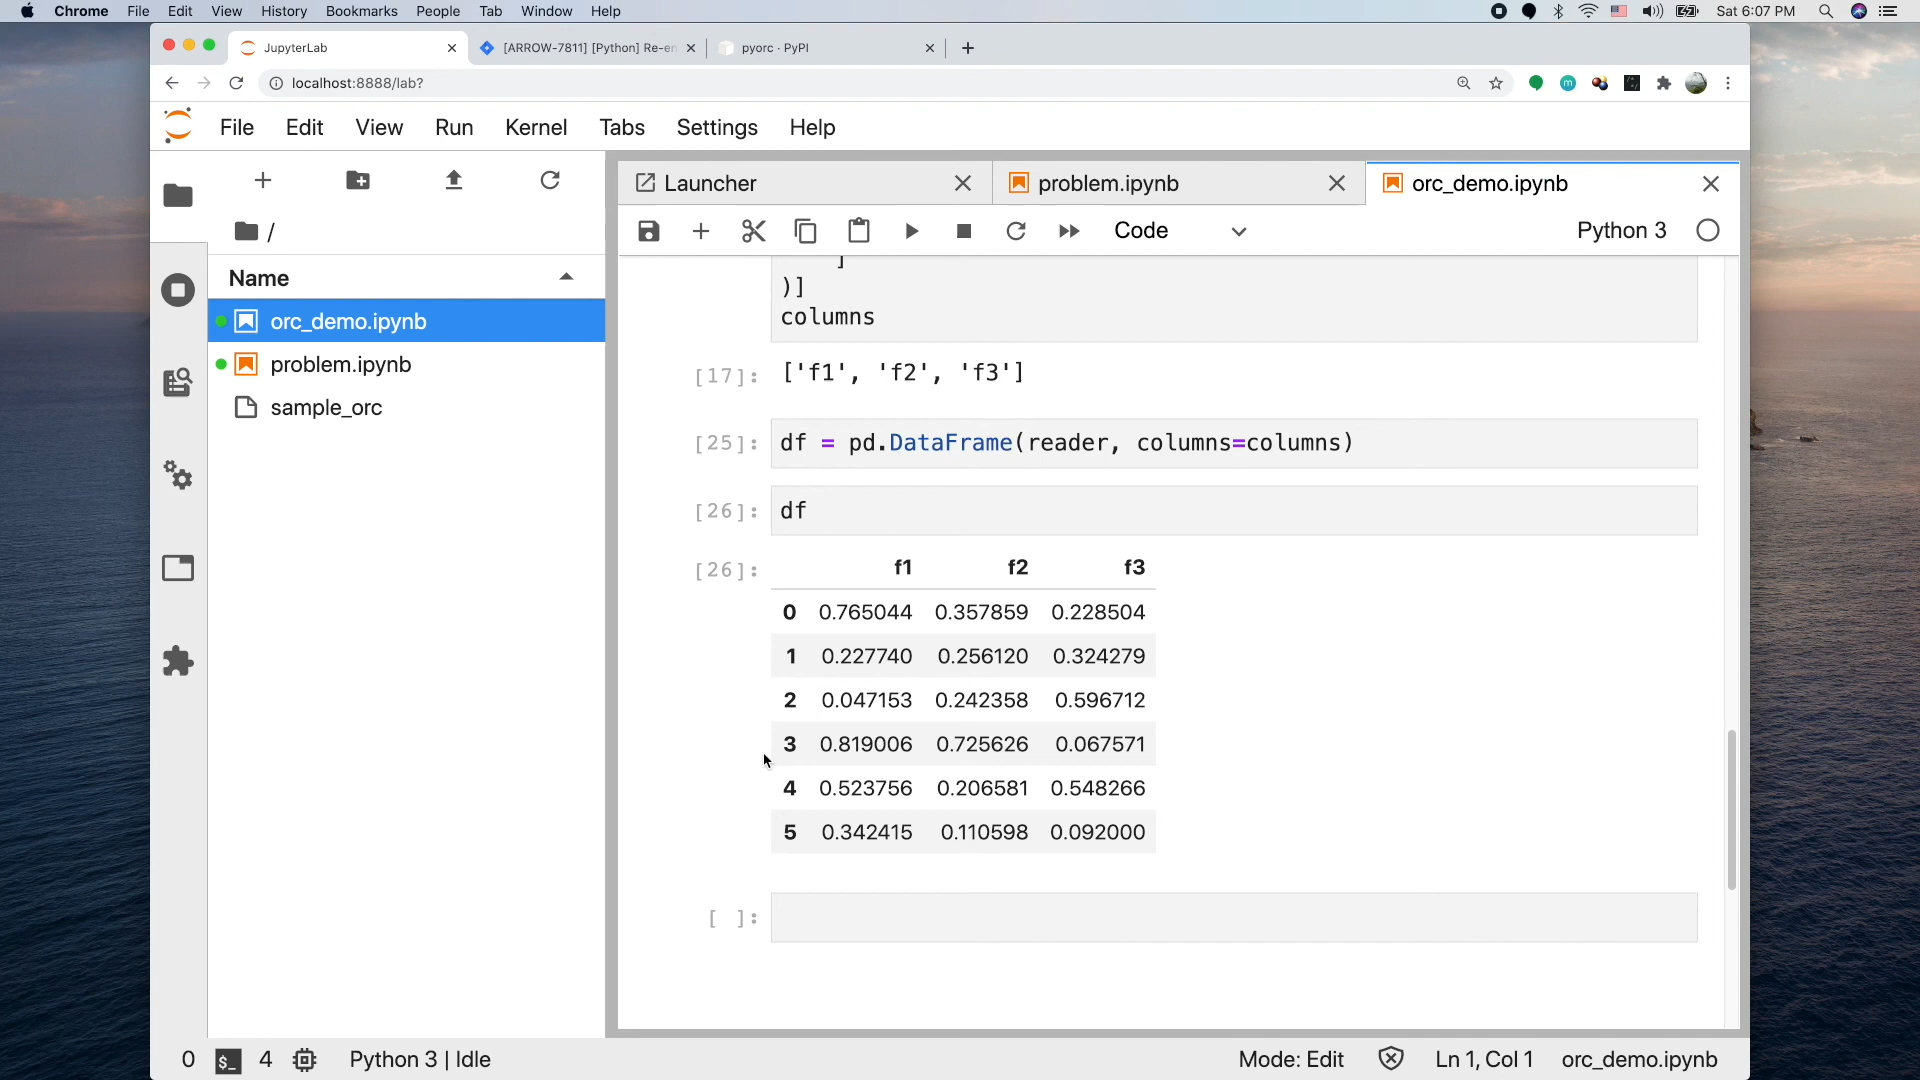 Chrome File Edit View History Bookmarks People Tab Window Help
Sat 6:07 PM
JupyterLab
[ARROW-7811] [Python] Re-en
pyorc · PyPI
localhost:8888/lab?
File Edit View Run Kernel Tabs Settings Help
Launcher
problem.ipynb
orc_demo.ipynb
/
Code
Python 3
Name
orc_demo.ipynb
problem.ipynb
sample_orc
]
)]
columns
[17]: ['f1', 'f2', 'f3']
[25]: df = pd.DataFrame(reader, columns=columns)
[26]: df
[26]: f1 f2 f3
0 0.765044 0.357859 0.228504
1 0.227740 0.256120 0.324279
2 0.047153 0.242358 0.596712
3 0.819006 0.725626 0.067571
4 0.523756 0.206581 0.548266
5 0.342415 0.110598 0.092000
[ ]:
0 $_ 4 Python 3 | Idle
Mode: Edit Ln 1, Col 1 orc_demo.ipynb